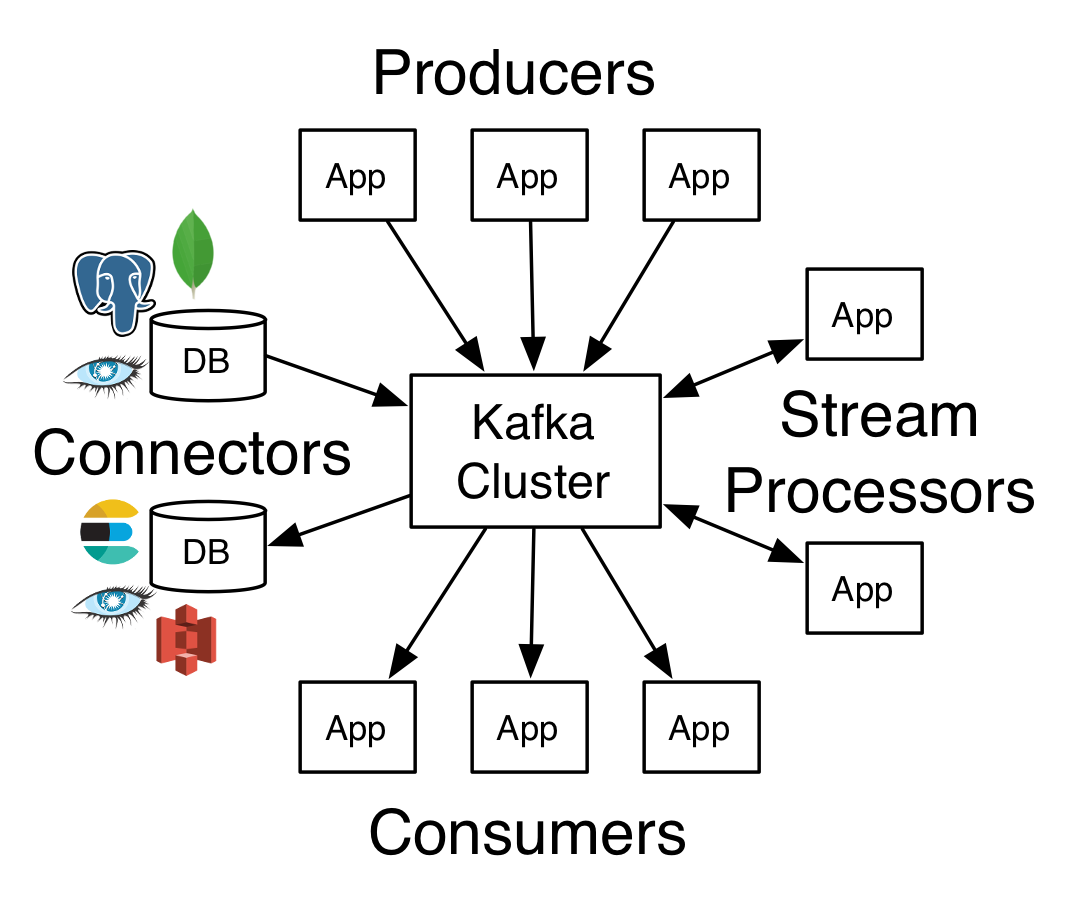 Producers
App
App
App
App
DB
Stream
Processors
Kafka
Cluster
Connectors
DB
App
App
App
App
Consumers